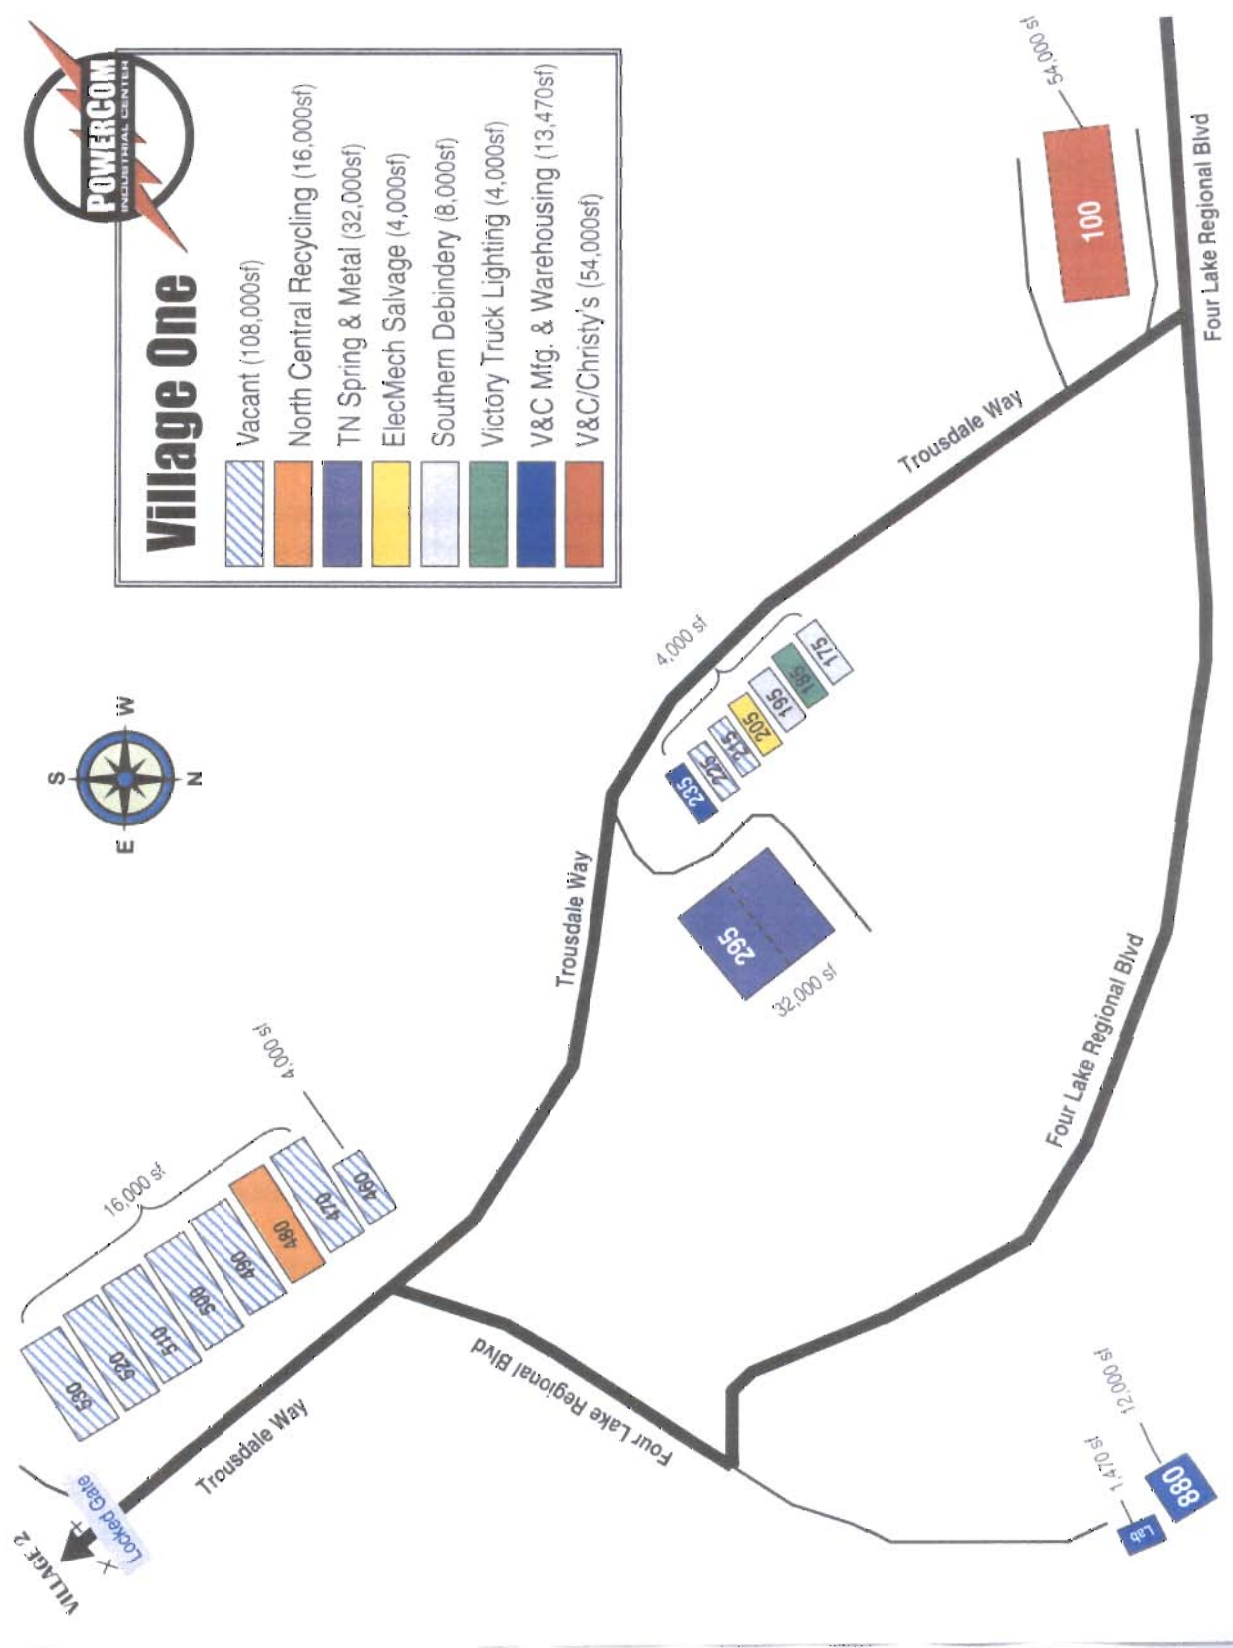 POWERCOM
INDUSTRIAL CENTER
Village One
Vacant (108,000sf)
North Central Recycling (16,000sf)
TN Spring & Metal (32,000sf)
ElecMech Salvage (4,000sf)
Southern Debindery (8,000sf)
Victory Truck Lighting (4,000sf)
V&C Mfg. & Warehousing (13,470sf)
V&C/Christy's (54,000sf)
S
W
N
E
VILLAGE 2
Locked Gate
X
X
Trousdale Way
16,000 sf
530
520
510
500
490
480
470
460
4,000 sf
Four Lake Regional Blvd
Trousdale Way
295
32,000 sf
4,000 sf
235
225
215
205
195
185
175
Trousdale Way
54,000 sf
100
Four Lake Regional Blvd
Four Lake Regional Blvd
1,470 sf
12,000 sf
Lab
880